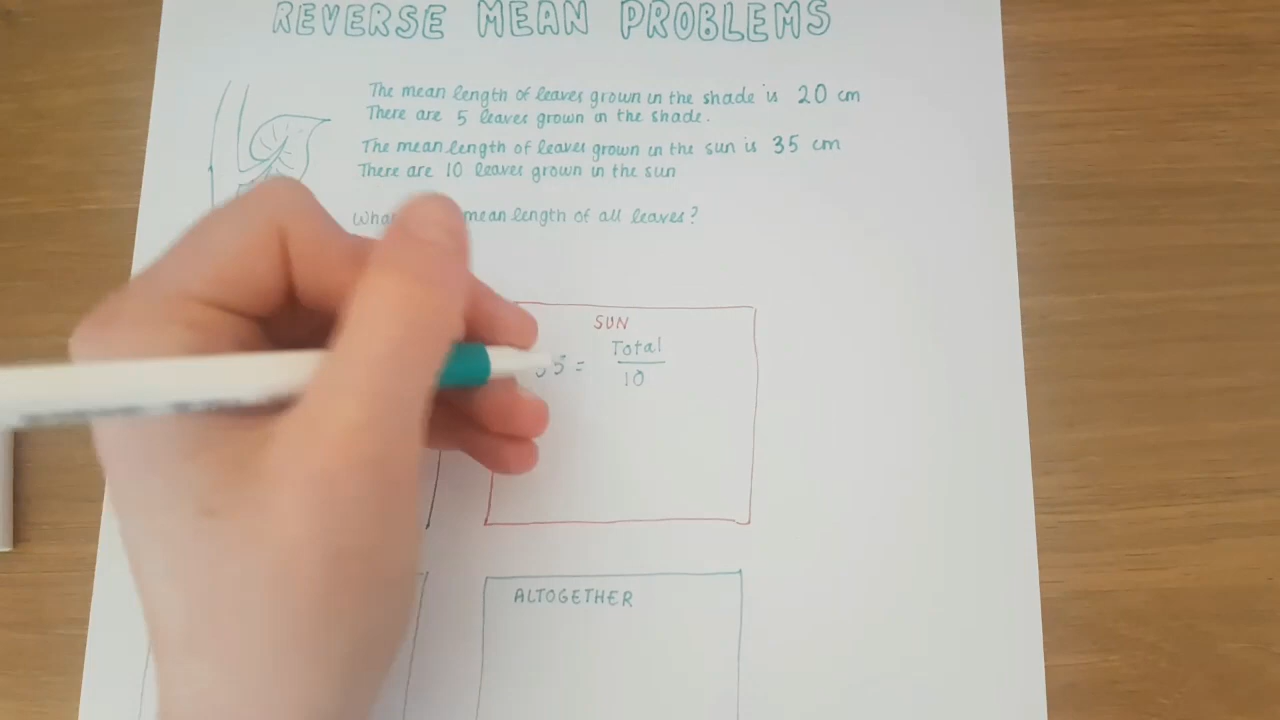 REVERSE MEAN PROBLEMS
The mean length of leaves grown in the shade is 20 cm
There are 5 leaves grown in the shade.
The mean length of leaves grown in the sun is 35 cm
There are 10 leaves grown in the sun
mean length of all leaves?
SUN
35 = Total
10
ALTOGETHER